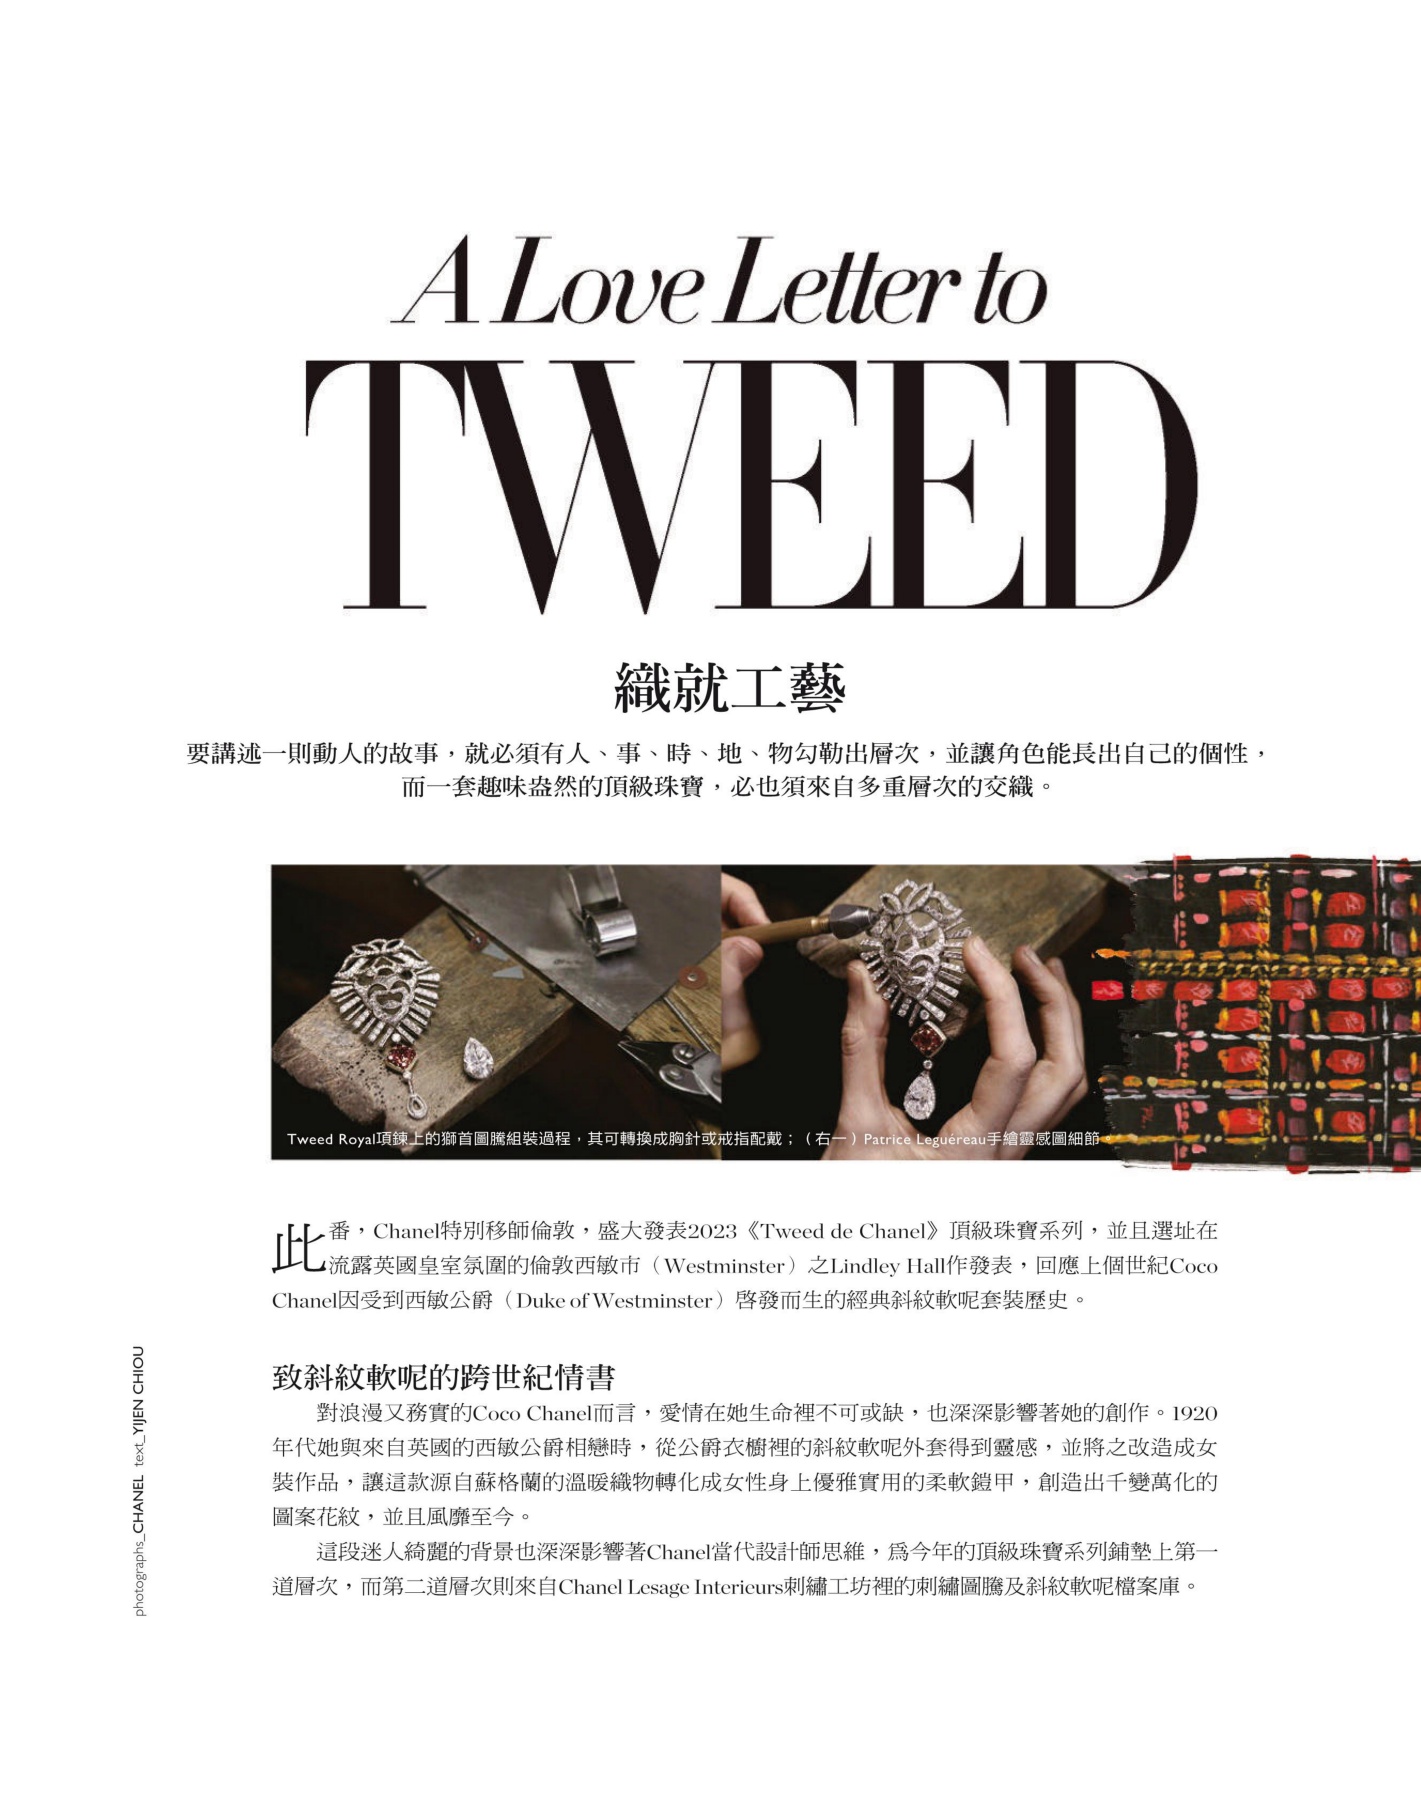 A Love Letter to
TWEED
織就工藝
要講述一則動人的故事，就必須有人、事、時、地、物勾勒出層次，並讓角色能長出自己的個性，
而一套趣味盎然的頂級珠寶，必也須來自多重層次的交織。
Tweed Royal項鍊上的獅首圖騰組裝過程，其可轉換成胸針或戒指配戴；（右一）Patrice Leguéreau手繪靈感圖細節。
此番，Chanel特別移師倫敦，盛大發表2023《Tweed de Chanel》頂級珠寶系列，並且選址在
流露英國皇室氛圍的倫敦西敏市（Westminster）之Lindley Hall作發表，回應上個世紀Coco
Chanel因受到西敏公爵（Duke of Westminster）啓發而生的經典斜紋軟呢套裝歷史。
致斜紋軟呢的跨世紀情書
對浪漫又務實的Coco Chanel而言，愛情在她生命裡不可或缺，也深深影響著她的創作。1920
年代她與來自英國的西敏公爵相戀時，從公爵衣櫥裡的斜紋軟呢外套得到靈感，並將之改造成女
裝作品，讓這款源自蘇格蘭的溫暖織物轉化成女性身上優雅實用的柔軟鎧甲，創造出千變萬化的
圖案花紋，並且風靡至今。
這段迷人綺麗的背景也深深影響著Chanel當代設計師思維，爲今年的頂級珠寶系列鋪墊上第一
道層次，而第二道層次則來自Chanel Lesage Interieurs刺繡工坊裡的刺繡圖騰及斜紋軟呢檔案庫。
photographs_CHANEL text_YIJEN CHIOU